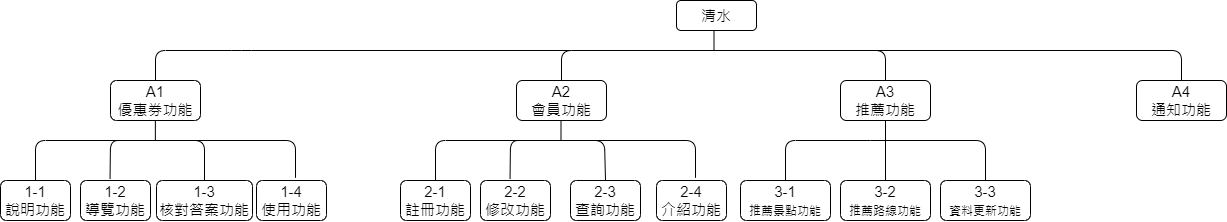 清水
A1
優惠券功能
A2
會員功能
A3
推薦功能
A4
通知功能
1-1
說明功能
1-2
導覽功能
1-3
核對答案功能
1-4
使用功能
2-1
註冊功能
2-2
修改功能
2-3
查詢功能
2-4
介紹功能
3-1
推薦景點功能
3-2
推薦路線功能
3-3
資料更新功能